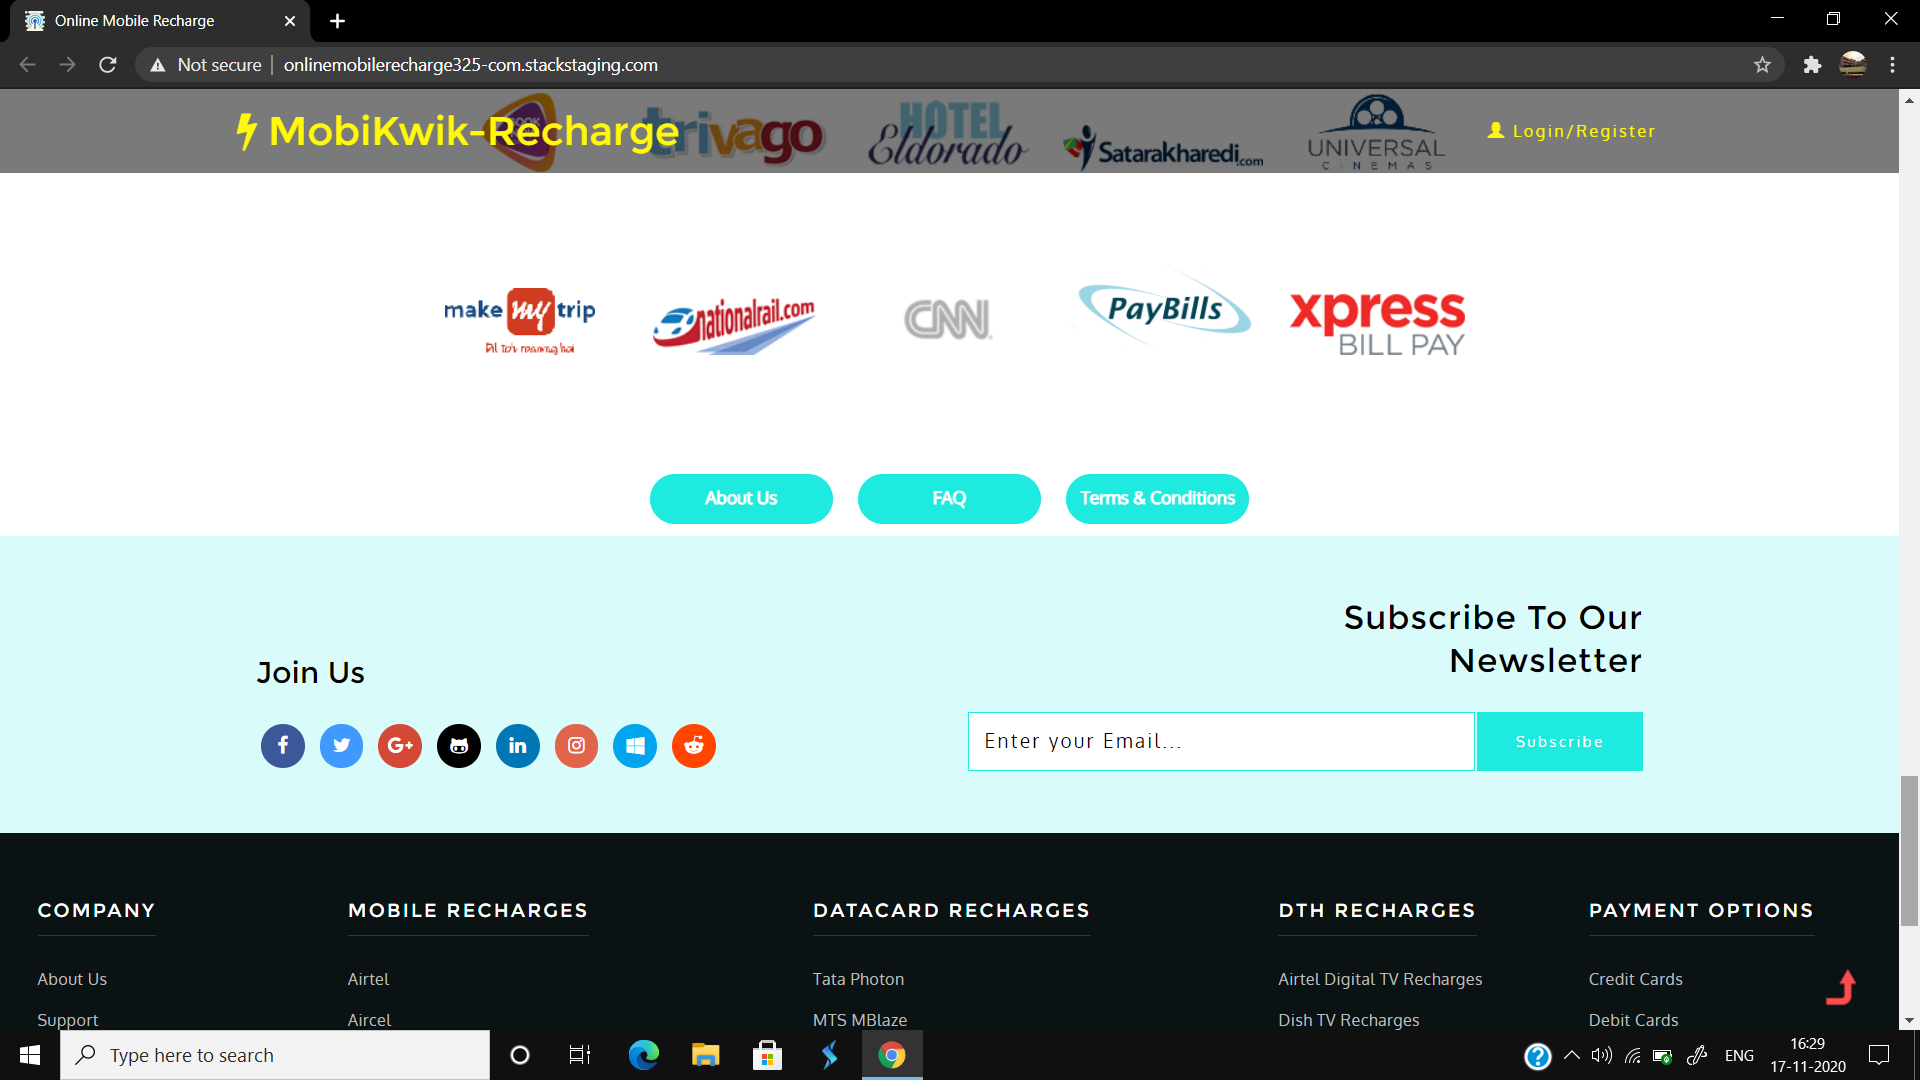 Online Mobile Recharge
Not secure
onlinemobilerecharge325-com.stackstaging.com
MobiKwik-Recharge
BOOK
trivago
HOTEL
Eldorado
Satarakharedi.com
UNIVERSAL
CINEMAS
Login/Register
make my trip
nationalrail.com
CNN
PayBills
xpress
BILL PAY
About Us
FAQ
Terms & Conditions
Subscribe To Our
Newsletter
Join Us
Enter your Email...
Subscribe
COMPANY
MOBILE RECHARGES
DATACARD RECHARGES
DTH RECHARGES
PAYMENT OPTIONS
About Us
Airtel
Tata Photon
Airtel Digital TV Recharges
Credit Cards
Support
Aircel
MTS MBlaze
Dish TV Recharges
Debit Cards
Type here to search
ENG
16:29
17-11-2020